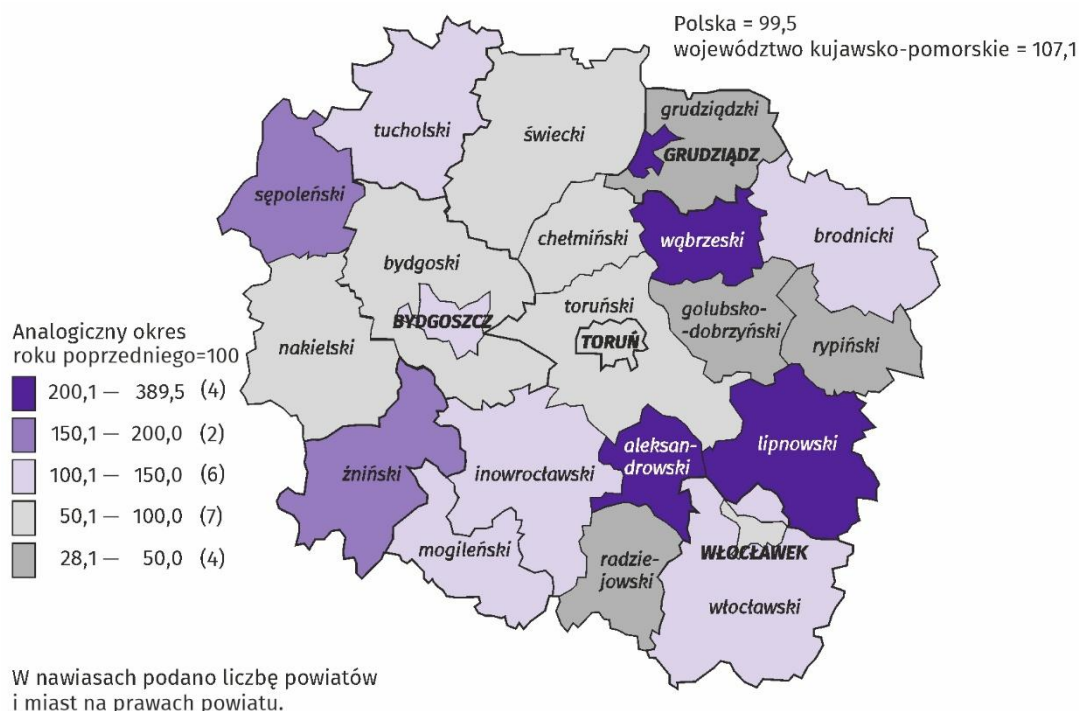 Polska = 99,5
województwo kujawsko-pomorskie = 107,1
grudziądzki
tucholski
świecki
GRUDZIĄDZ
sępoleński
chełmiński
wąbrzeski
brodnicki
bydgoski
toruński
golubsko-
-dobrzyński
BYDGOSZCZ
TORUŃ
nakielski
rypiński
Analogiczny okres
roku poprzedniego=100
200,1 — 389,5 (4)
150,1 — 200,0 (2)
100,1 — 150,0 (6)
50,1 — 100,0 (7)
28,1 — 50,0 (4)
aleksan-
drowski
lipnowski
żniński
inowrocławski
mogileński
radzie-
jowski
WŁOCŁAWEK
włocławski
W nawiasach podano liczbę powiatów
i miast na prawach powiatu.